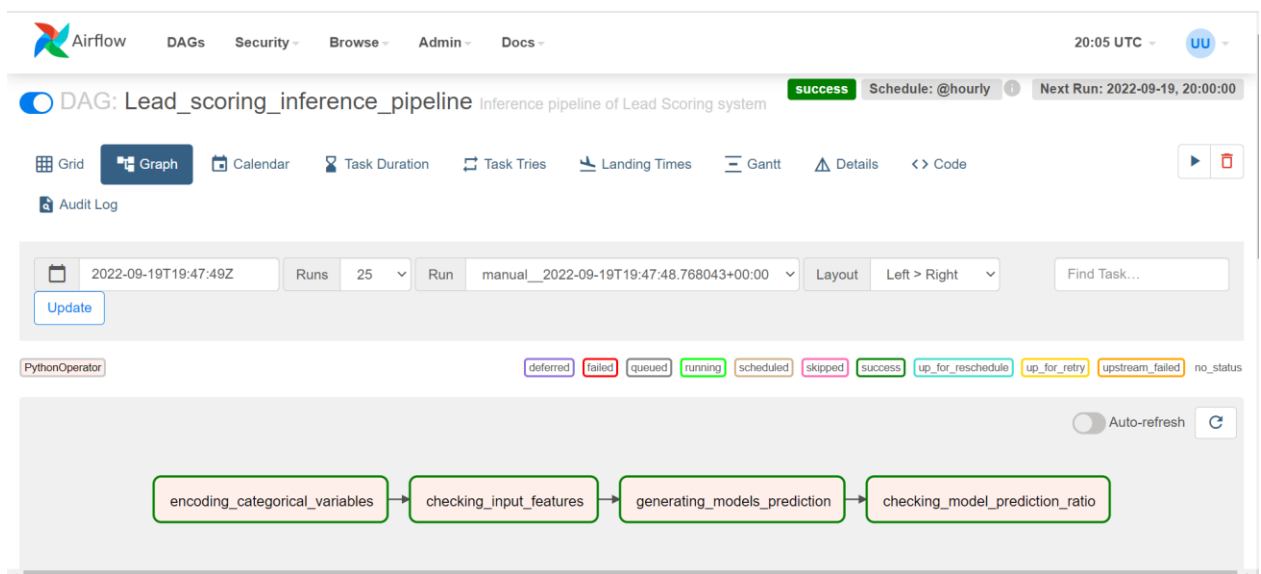 Airflow DAGs Security Browse Admin Docs 20:05 UTC UU
success Schedule: @hourly i Next Run: 2022-09-19, 20:00:00
DAG: Lead_scoring_inference_pipeline Inference pipeline of Lead Scoring system
Grid Graph Calendar Task Duration Task Tries Landing Times Gantt Details <> Code
Audit Log
2022-09-19T19:47:49Z Runs 25 Run manual__2022-09-19T19:47:48.768043+00:00 Layout Left > Right Find Task...
Update
PythonOperator deferred failed queued running scheduled skipped success up_for_reschedule up_for_retry upstream_failed no_status
Auto-refresh
encoding_categorical_variables checking_input_features generating_models_prediction checking_model_prediction_ratio